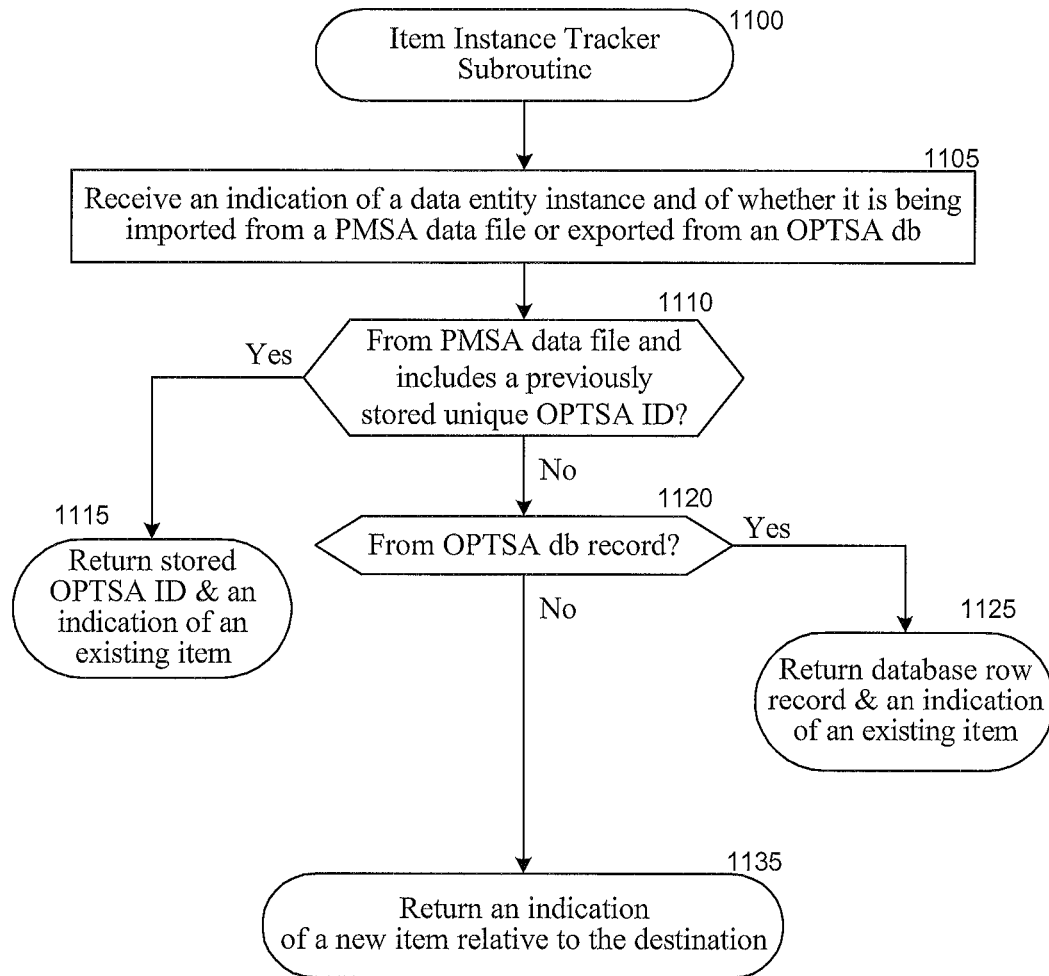 1100
Item Instance Tracker
Subroutine
1105
Receive an indication of a data entity instance and of whether it is being
imported from a PMSA data file or exported from an OPTSA db
1110
From PMSA data file and
includes a previously
stored unique OPTSA ID?
Yes
No
1115
Return stored
OPTSA ID & an
indication of an
existing item
1120
From OPTSA db record?
Yes
No
1125
Return database row
record & an indication
of an existing item
1135
Return an indication
of a new item relative to the destination